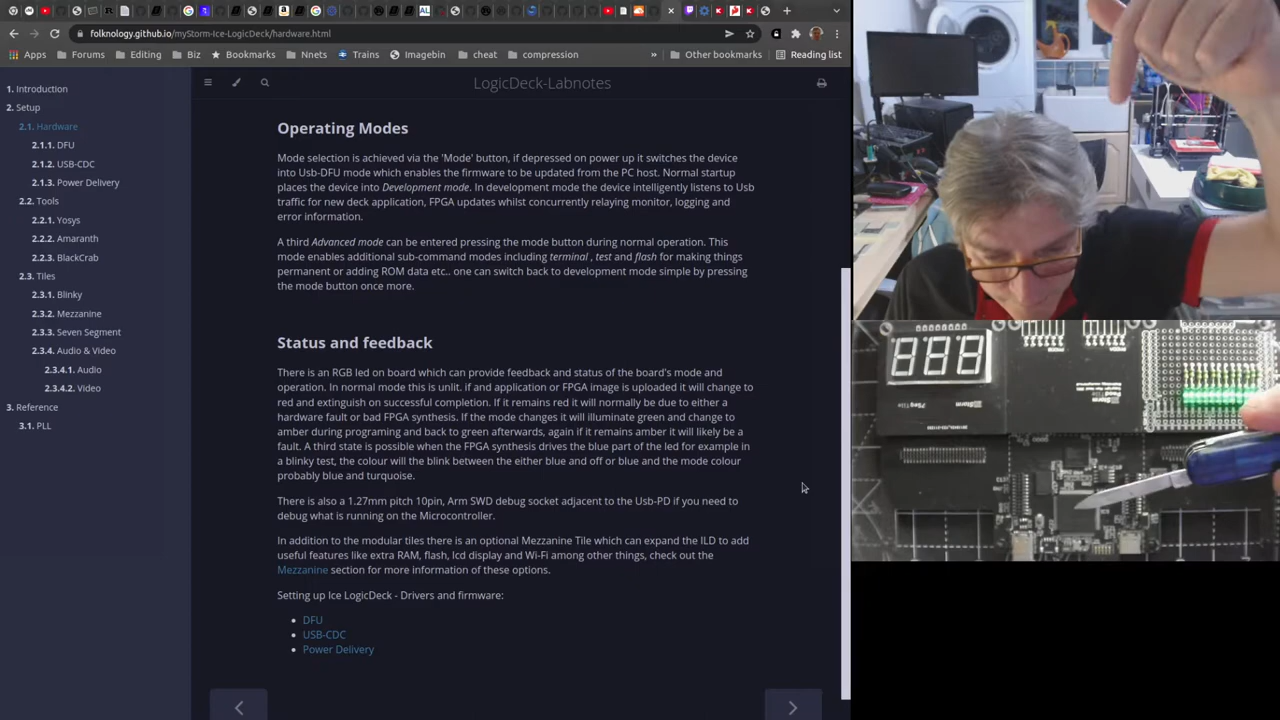 folknology.github.io/myStorm-Ice-LogicDeck/hardware.html
Apps
Forums
Editing
Biz
Bookmarks
Nnets
Trains
Imagebin
cheat
compression
»
Other bookmarks
Reading list
1. Introduction
2. Setup
2.1. Hardware
2.1.1. DFU
2.1.2. USB-CDC
2.1.3. Power Delivery
2.2. Tools
2.2.1. Yosys
2.2.2. Amaranth
2.2.3. BlackCrab
2.3. Tiles
2.3.1. Blinky
2.3.2. Mezzanine
2.3.3. Seven Segment
2.3.4. Audio & Video
2.3.4.1. Audio
2.3.4.2. Video
3. Reference
3.1. PLL
LogicDeck-Labnotes
Operating Modes
Mode selection is achieved via the 'Mode' button, if depressed on power up it switches the device
into Usb-DFU mode which enables the firmware to be updated from the PC host. Normal startup
places the device into Development mode. In development mode the device intelligently listens to Usb
traffic for new deck application, FPGA updates whilst concurrently relaying monitor, logging and
error information.
A third Advanced mode can be entered pressing the mode button during normal operation. This
mode enables additional sub-command modes including terminal , test and flash for making things
permanent or adding ROM data etc.. one can switch back to development mode simple by pressing
the mode button once more.
Status and feedback
There is an RGB led on board which can provide feedback and status of the board's mode and
operation. In normal mode this is unlit. if and application or FPGA image is uploaded it will change to
red and extinguish on successful completion. If it remains red it will normally be due to either a
hardware fault or bad FPGA synthesis. If the mode changes it will illuminate green and change to
amber during programing and back to green afterwards, again if it remains amber it will likely be a
fault. A third state is possible when the FPGA synthesis drives the blue part of the led for example in
a blinky test, the colour will the blink between the either blue and off or blue and the mode colour
probably blue and turquoise.
There is also a 1.27mm pitch 10pin, Arm SWD debug socket adjacent to the Usb-PD if you need to
debug what is running on the Microcontroller.
In addition to the modular tiles there is an optional Mezzanine Tile which can expand the ILD to add
useful features like extra RAM, flash, lcd display and Wi-Fi among other things, check out the
Mezzanine section for more information of these options.
Setting up Ice LogicDeck - Drivers and firmware:
DFU
USB-CDC
Power Delivery